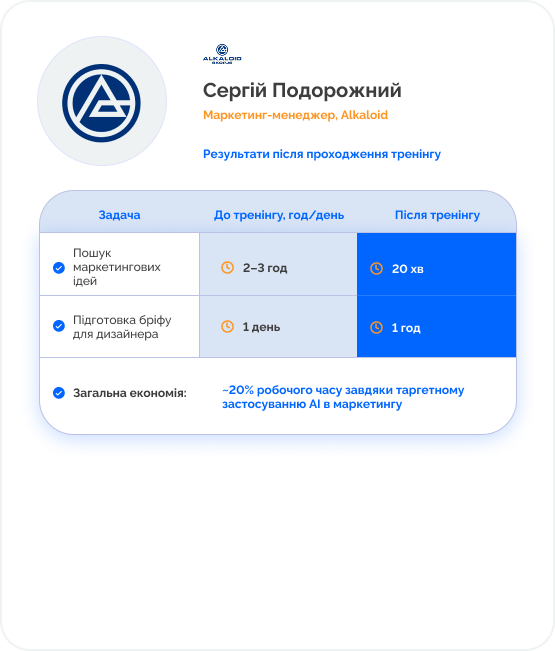 ALKALOID
SKOPJE
Сергій Подорожний
Маркетинг-менеджер, Alkaloid
Результати після проходження тренінгу
Задача
До тренінгу, год/день
Після тренінгу
Пошук
маркетингових
ідей
2–3 год
20 хв
Підготовка бріфу
для дизайнера
1 день
1 год
Загальна економія:
~20% робочого часу завдяки таргетному
застосуванню AI в маркетингу